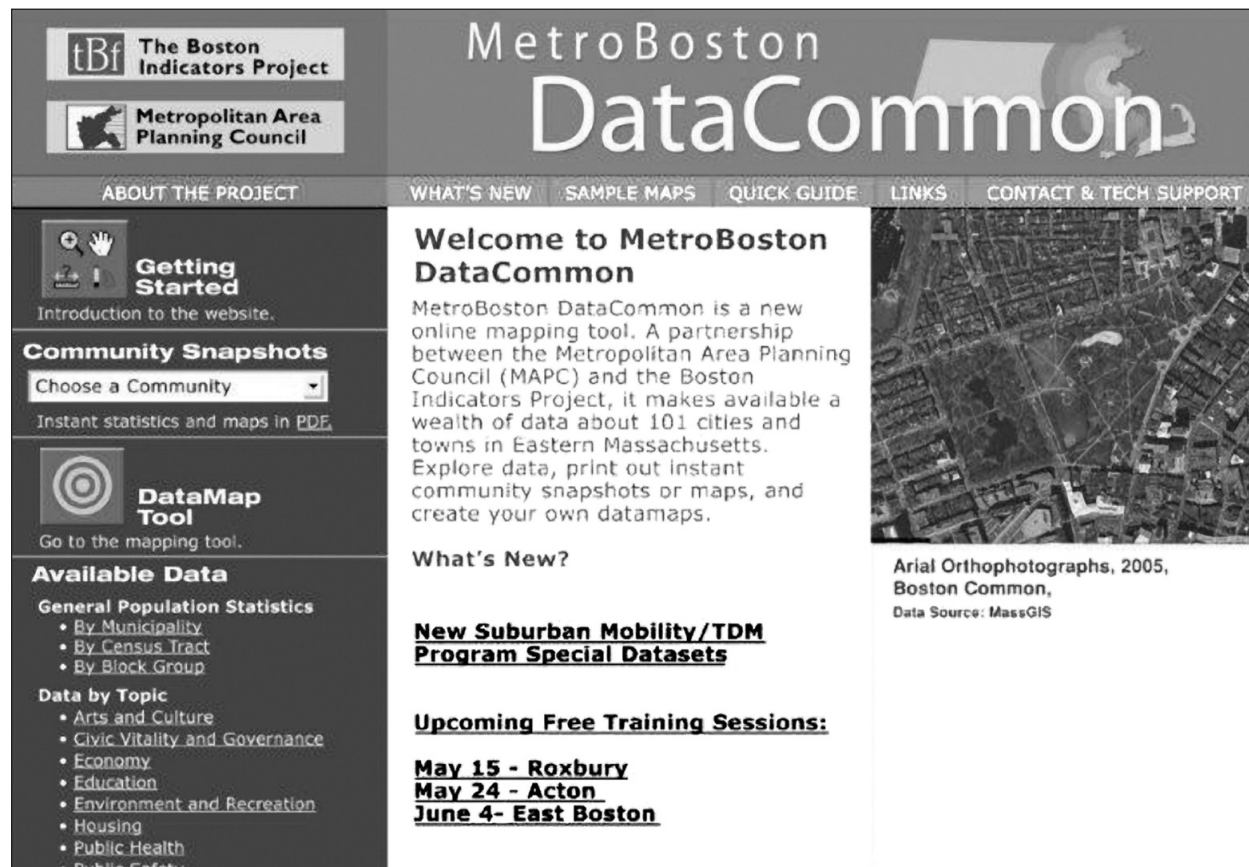 tBf The Boston
Indicators Project
Metropolitan Area
Planning Council
MetroBoston
DataCommon
ABOUT THE PROJECT
WHAT'S NEW
SAMPLE MAPS
QUICK GUIDE
LINKS
CONTACT & TECH SUPPORT
Getting
Started
Introduction to the website.
Community Snapshots
Choose a Community
Instant statistics and maps in PDF.
DataMap
Tool
Go to the mapping tool.
Available Data
General Population Statistics
• By Municipality
• By Census Tract
• By Block Group
Data by Topic
• Arts and Culture
• Civic Vitality and Governance
• Economy
• Education
• Environment and Recreation
• Housing
• Public Health
• Public Safety
Welcome to MetroBoston
DataCommon
MetroBoston DataCommon is a new
online mapping tool. A partnership
between the Metropolitan Area Planning
Council (MAPC) and the Boston
Indicators Project, it makes available a
wealth of data about 101 cities and
towns in Eastern Massachusetts.
Explore data, print out instant
community snapshots or maps, and
create your own datamaps.
What's New?
New Suburban Mobility/TDM
Program Special Datasets
Upcoming Free Training Sessions:
May 15 - Roxbury
May 24 - Acton
June 4- East Boston
Arial Orthophotographs, 2005,
Boston Common,
Data Source: MassGIS